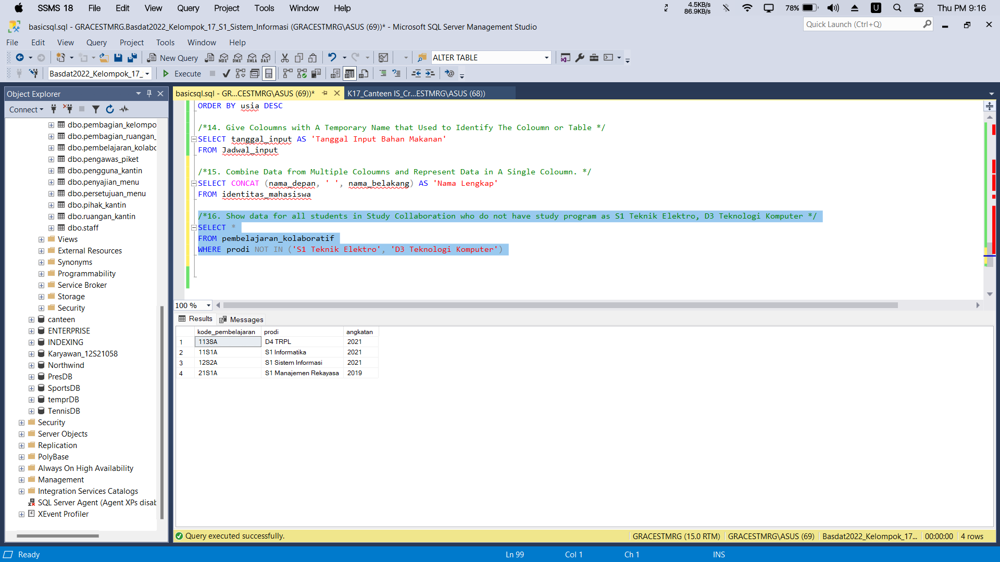 SSMS 18 File Edit View Query Project Tools Window Help 4.5KB/s 86.9KB/s 78% U Thu PM 9:16
basicsql.sql - GRACESTMRG.Basdat2022_Kelompok_17_S1_Sistem_Informasi (GRACESTMRG\ASUS (69))* - Microsoft SQL Server Management Studio
Quick Launch (Ctrl+Q)
File Edit View Query Project Tools Window Help
New Query MDX DMX XMLA DAX ALTER TABLE
Basdat2022_Kelompok_17_ Execute
Object Explorer
Connect
dbo.pembagian_kelompo
dbo.pembagian_ruangan_
dbo.pembelajaran_kolabo
dbo.pengawas_piket
dbo.pengguna_kantin
dbo.penyajian_menu
dbo.persetujuan_menu
dbo.pihak_kantin
dbo.ruangan_kantin
dbo.staff
Views
External Resources
Synonyms
Programmability
Service Broker
Storage
Security
canteen
ENTERPRISE
INDEXING
Karyawan_12S21058
Northwind
PresDB
SportsDB
temprDB
TennisDB
Security
Server Objects
Replication
PolyBase
Always On High Availability
Management
Integration Services Catalogs
SQL Server Agent (Agent XPs disab
XEvent Profiler
basicsql.sql - GR...CESTMRG\ASUS (69))* K17_Canteen IS_Cr...ESTMRG\ASUS (68))
ORDER BY usia DESC
/*14. Give Coloumns with A Temporary Name that Used to Identify The Coloumn or Table */
SELECT tanggal_input AS 'Tanggal Input Bahan Makanan'
FROM Jadwal_input
/*15. Combine Data from Multiple Coloumns and Represent Data in A Single Coloumn. */
SELECT CONCAT (nama_depan, ' ', nama_belakang) AS 'Nama Lengkap'
FROM identitas_mahasiswa
/*16. Show data for all students in Study Collaboration who do not have study program as S1 Teknik Elektro, D3 Teknologi Komputer */
SELECT *
FROM pembelajaran_kolaboratif
WHERE prodi NOT IN ('S1 Teknik Elektro', 'D3 Teknologi Komputer')
100 %
Results Messages
kode_pembelajaran prodi angkatan
1 113SA D4 TRPL 2021
2 11S1A S1 Informatika 2021
3 12S2A S1 Sistem Informasi 2021
4 21S1A S1 Manajemen Rekayasa 2019
Query executed successfully. GRACESTMRG (15.0 RTM) GRACESTMRG\ASUS (69) Basdat2022_Kelompok_17... 00:00:00 4 rows
Ready Ln 99 Col 1 Ch 1 INS